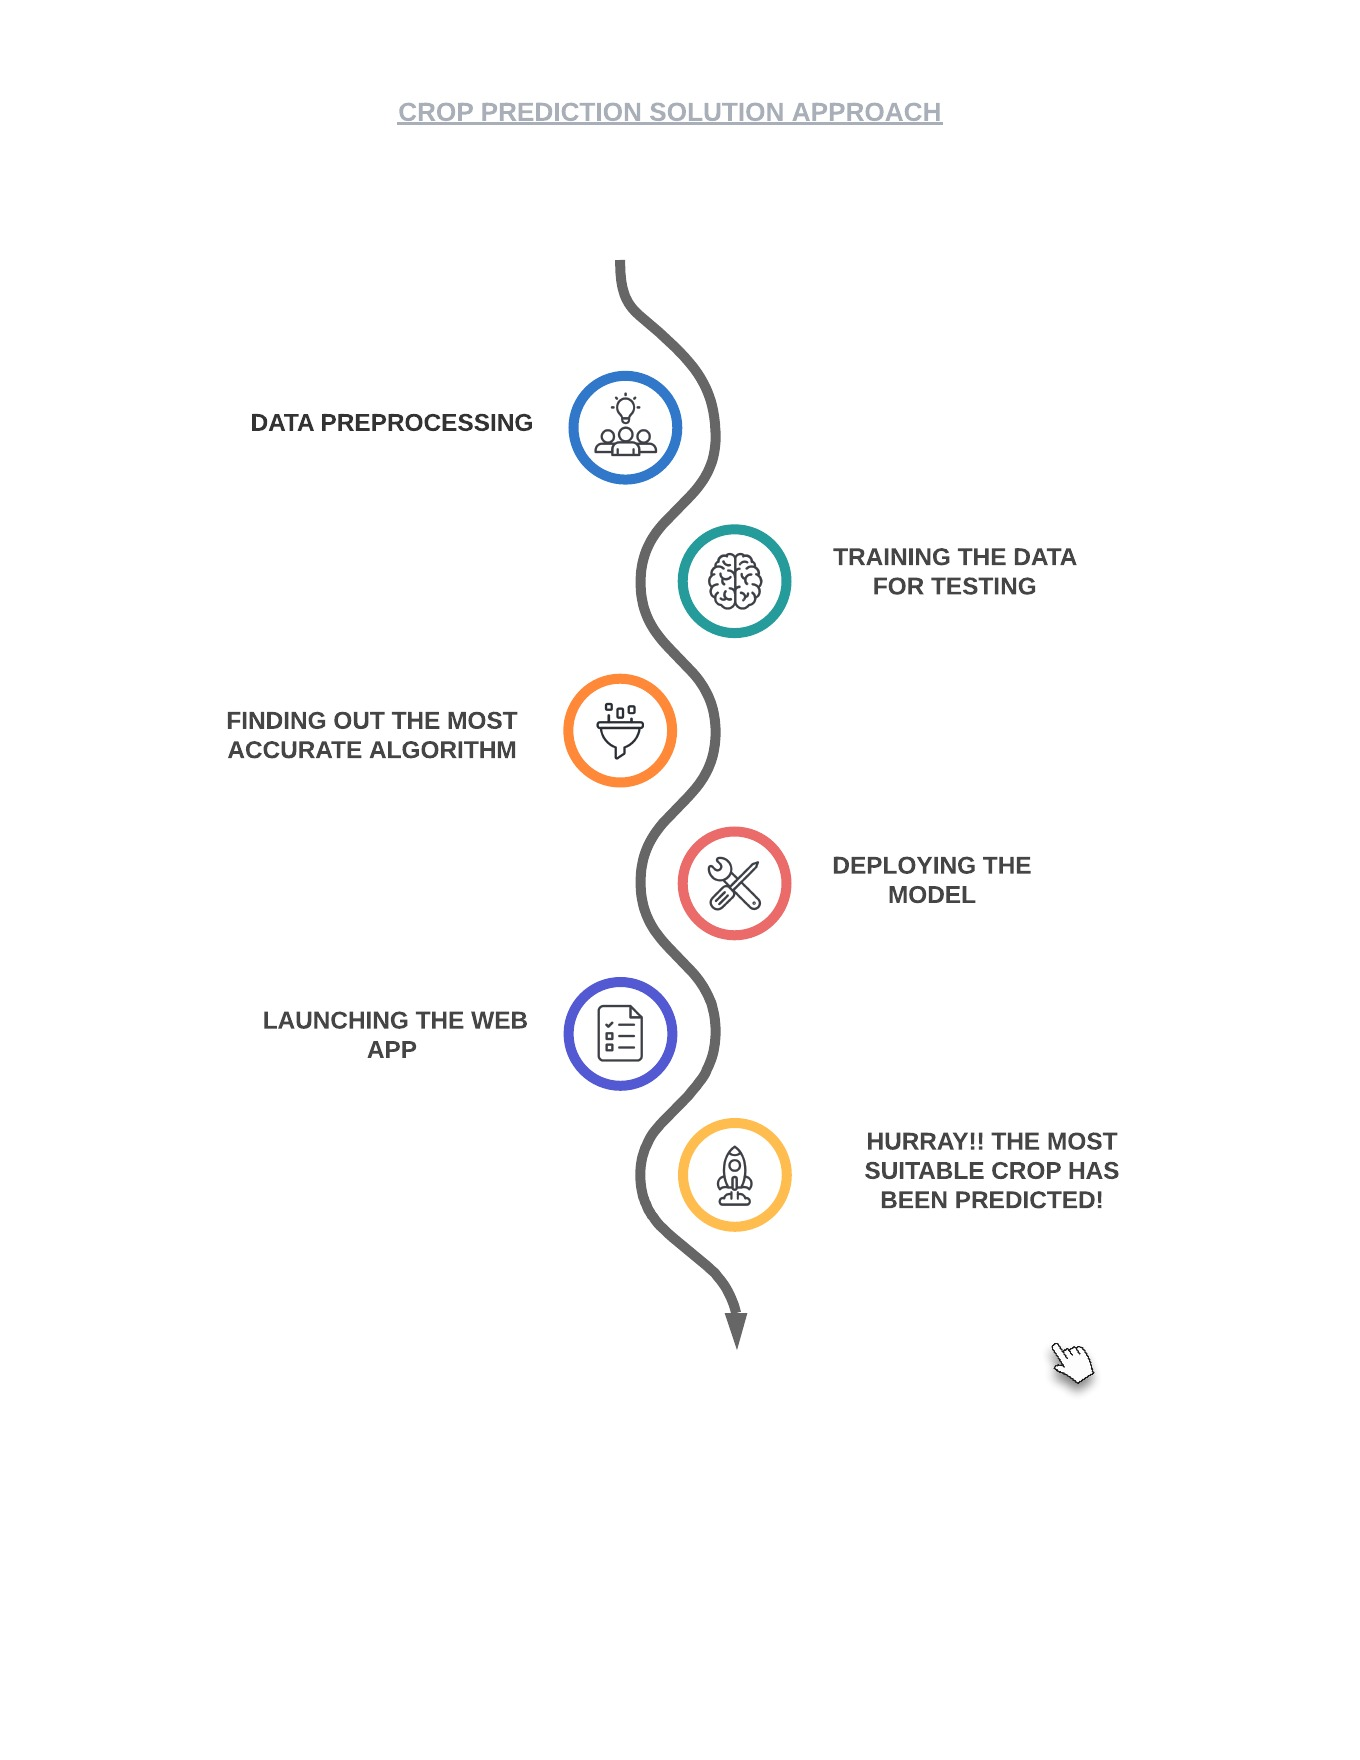 CROP PREDICTION SOLUTION APPROACH
DATA PREPROCESSING
TRAINING THE DATA
FOR TESTING
FINDING OUT THE MOST
ACCURATE ALGORITHM
DEPLOYING THE
MODEL
LAUNCHING THE WEB
APP
HURRAY!! THE MOST
SUITABLE CROP HAS
BEEN PREDICTED!